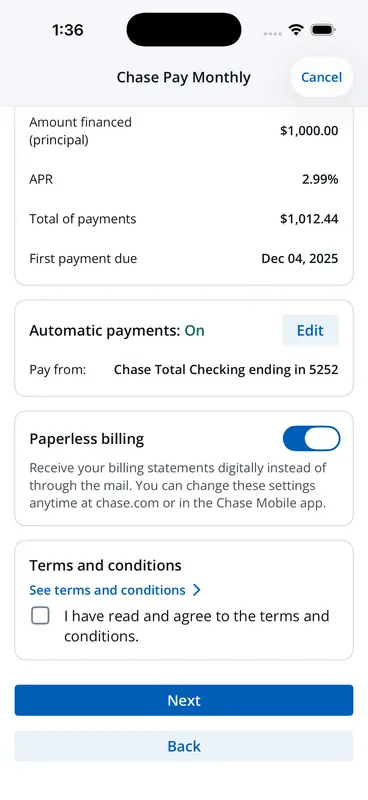 1:36
Chase Pay Monthly
Cancel
Amount financed
(principal)
$1,000.00
APR
2.99%
Total of payments
$1,012.44
First payment due
Dec 04, 2025
Automatic payments: On
Edit
Pay from:
Chase Total Checking ending in 5252
Paperless billing
Receive your billing statements digitally instead of
through the mail. You can change these settings
anytime at chase.com or in the Chase Mobile app.
Terms and conditions
See terms and conditions
I have read and agree to the terms and
conditions.
Next
Back